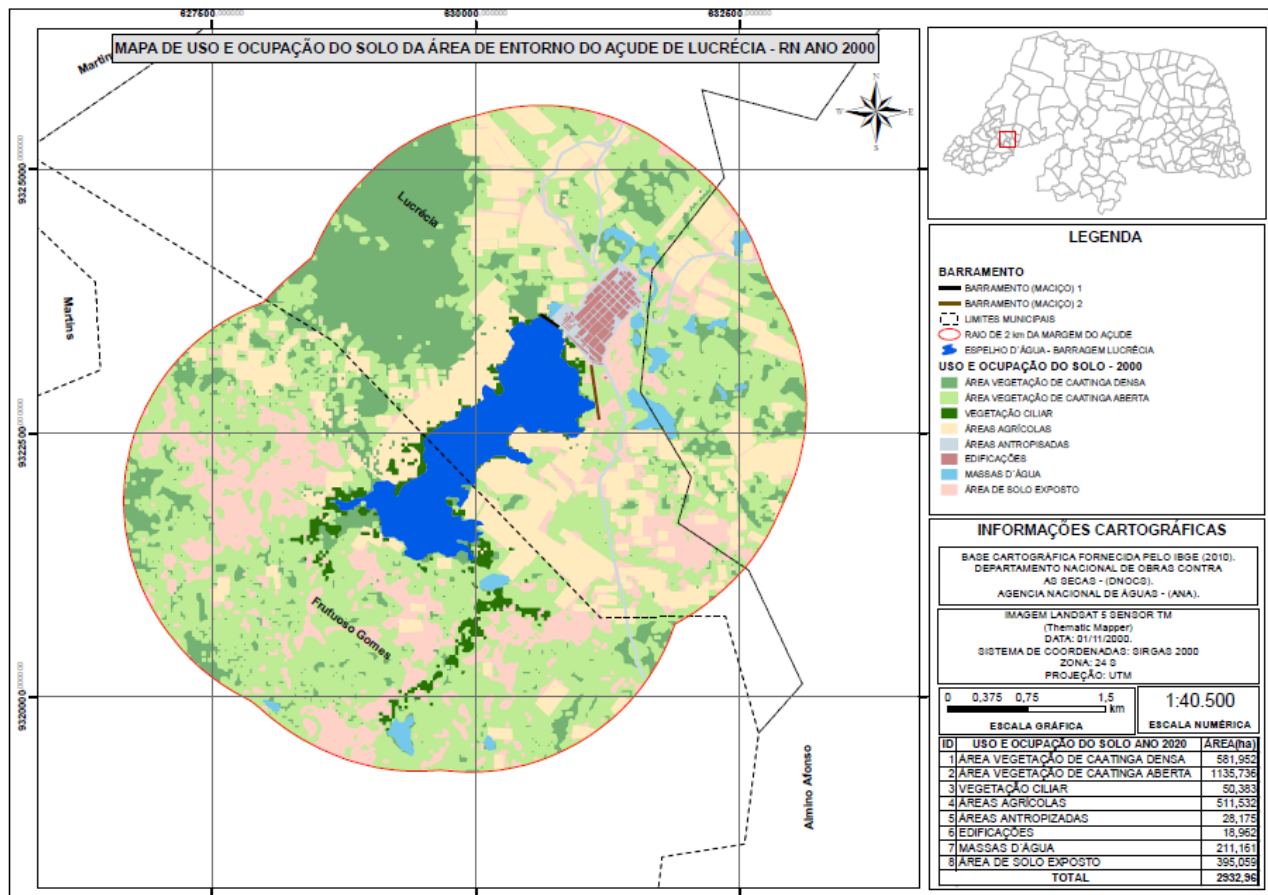 627500,000000 630000,000000 632500,000000
MAPA DE USO E OCUPAÇÃO DO SOLO DA ÁREA DE ENTORNO DO AÇUDE DE LUCRÉCIA - RN ANO 2000
N
W E
S
9325000,000000
9322500,000000
9320000,000000
Lucrécia
Martins
Frutuoso Gomes
Almino Afonso
LEGENDA
BARRAMENTO
BARRAMENTO (MACIÇO) 1
BARRAMENTO (MACIÇO) 2
LIMITES MUNICIPAIS
RAIO DE 2 km DA MARGEM DO AÇUDE
ESPELHO D´ÁGUA - BARRAGEM LUCRÉCIA
USO E OCUPAÇÃO DO SOLO - 2000
ÁREA VEGETAÇÃO DE CAATINGA DENSA
ÁREA VEGETAÇÃO DE CAATINGA ABERTA
VEGETAÇÃO CILIAR
ÁREAS AGRÍCOLAS
ÁREAS ANTROPISADAS
EDIFICAÇÕES
MASSAS D´ÁGUA
ÁREA DE SOLO EXPOSTO
INFORMAÇÕES CARTOGRÁFICAS
BASE CARTOGRÁFICA FORNECIDA PELO IBGE (2010).
DEPARTAMENTO NACIONAL DE OBRAS CONTRA
AS SECAS - (DNOCS).
AGENCIA NACIONAL DE ÁGUAS - (ANA).
IMAGEM LANDSAT 5 SENSOR TM
(Thematic Mapper)
DATA: 01/11/2000.
SISTEMA DE COORDENADAS: SIRGAS 2000
ZONA: 24 S
PROJEÇÃO: UTM
0 0,375 0,75 1,5
km
ESCALA GRÁFICA
1:40.500
ESCALA NUMÉRICA
ID USO E OCUPAÇÃO DO SOLO ANO 2020 ÁREA(ha)
1 ÁREA VEGETAÇÃO DE CAATINGA DENSA 581,952
2 ÁREA VEGETAÇÃO DE CAATINGA ABERTA 1135,736
3 VEGETAÇÃO CILIAR 50,383
4 ÁREAS AGRÍCOLAS 511,532
5 ÁREAS ANTROPIZADAS 28,175
6 EDIFICAÇÕES 18,962
7 MASSAS D´ÁGUA 211,161
8 ÁREA DE SOLO EXPOSTO 395,059
TOTAL 2932,96